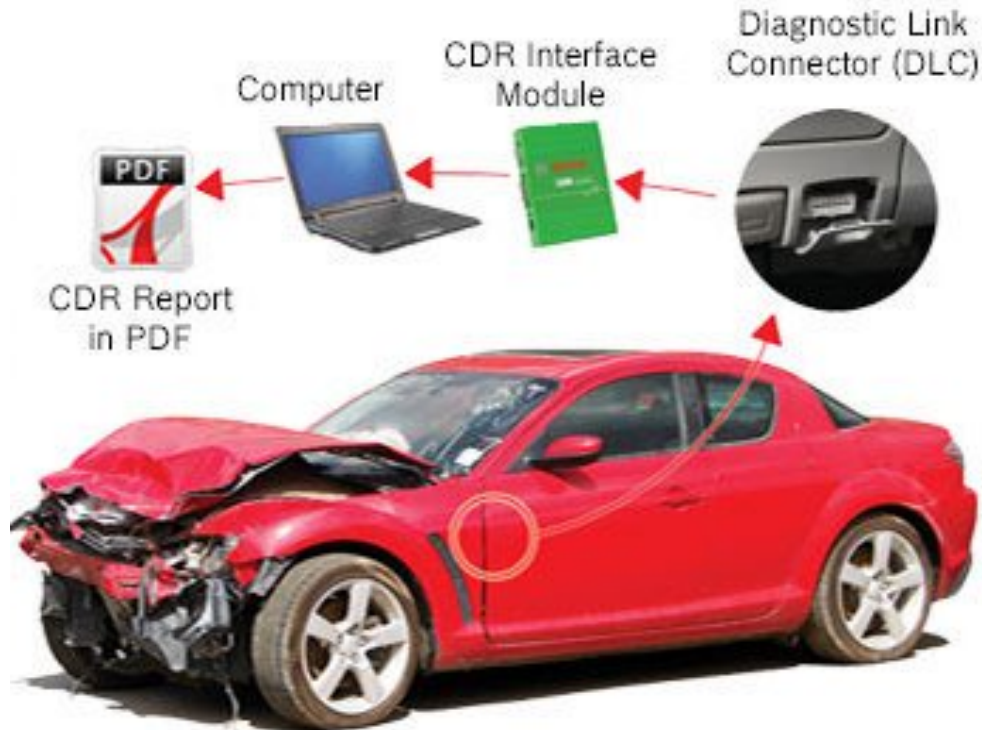 Diagnostic Link
Connector (DLC)
CDR Interface
Module
Computer
PDF
CDR Report
in PDF